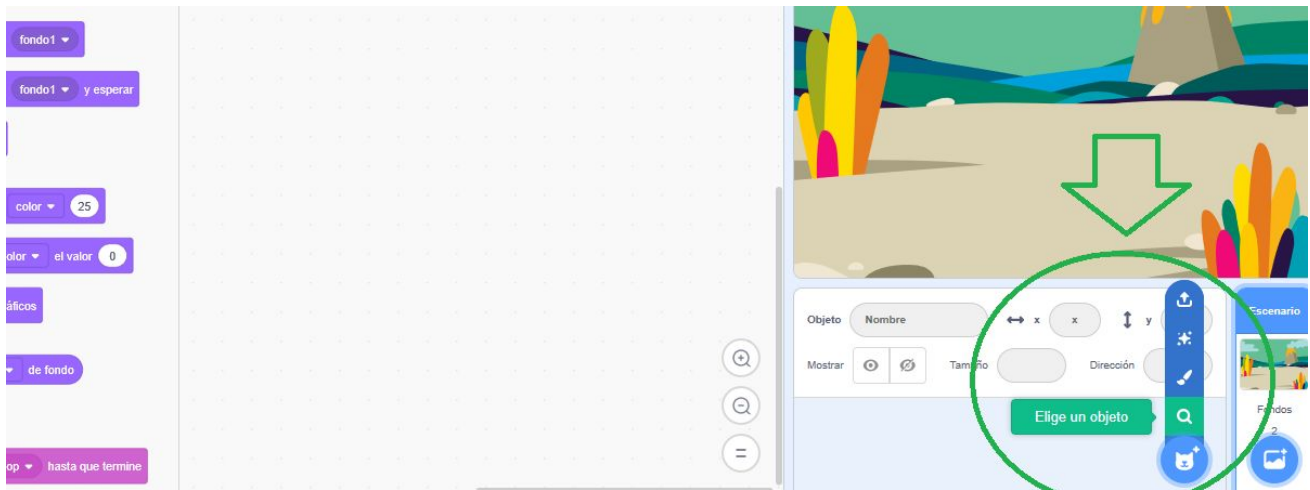 fondo1
fondo1 y esperar
color 25
olor el valor 0
áficos
de fondo
op hasta que termine
Objeto Nombre x x y
Mostrar Tamaño Dirección
Elige un objeto
Escenario
Fondos
2